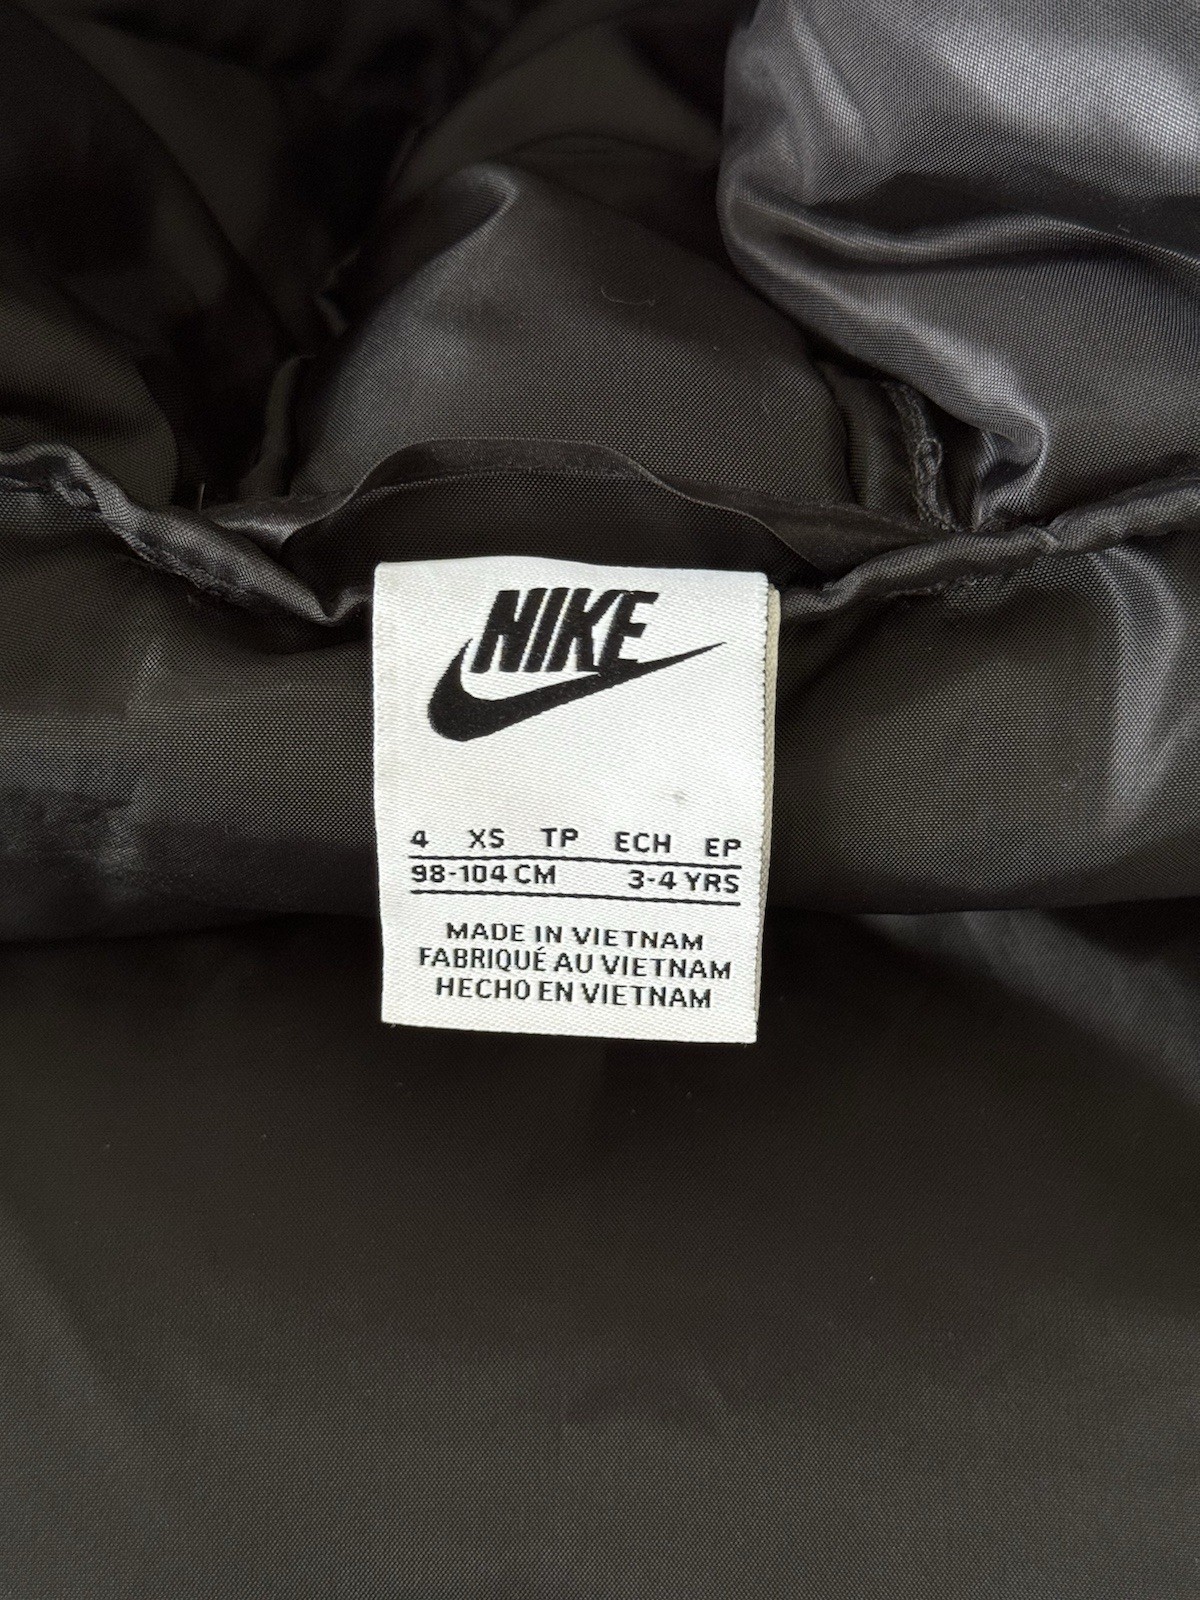 NIKE
4 XS TP ECH EP
98-104 CM 3-4 YRS
MADE IN VIETNAM
FABRIQUÉ AU VIETNAM
HECHO EN VIETNAM